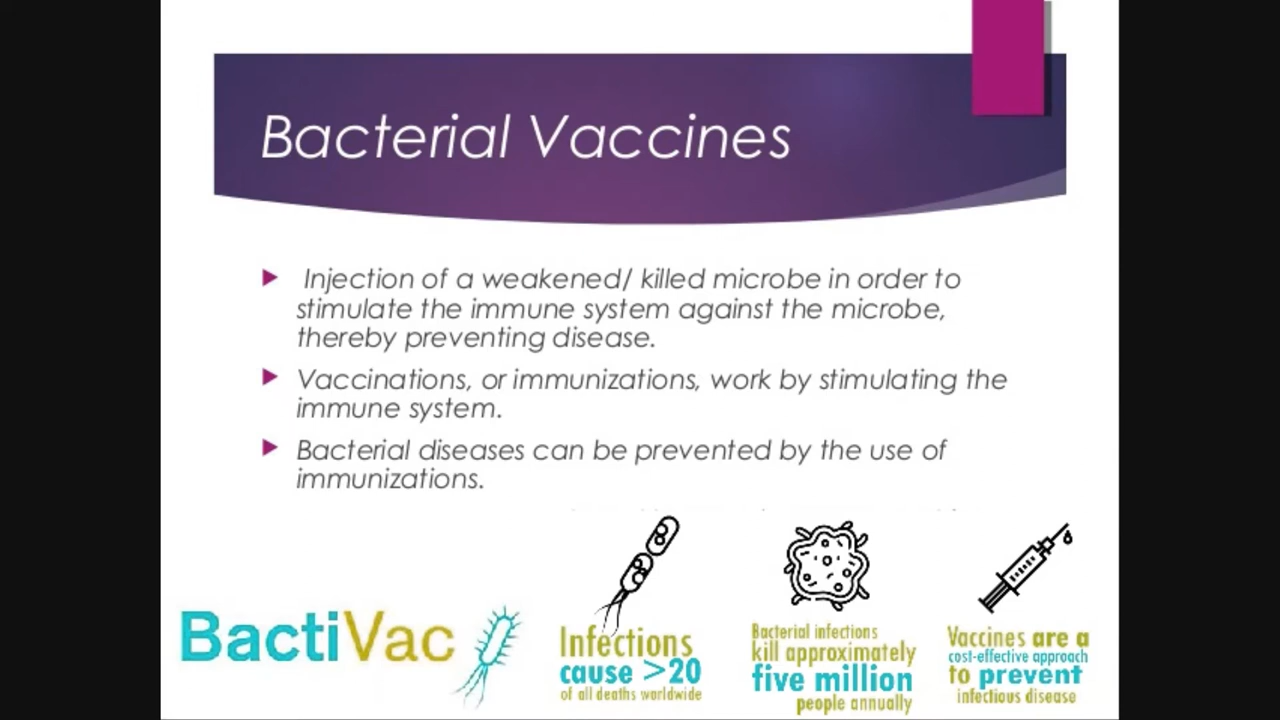 Bacterial Vaccines
Injection of a weakened/ killed microbe in order to
stimulate the immune system against the microbe,
thereby preventing disease.
Vaccinations, or immunizations, work by stimulating the
immune system.
Bacterial diseases can be prevented by the use of
immunizations.
BactiVac
Infections
cause >20
of all deaths worldwide
Bacterial infections
kill approximately
five million
people annually
Vaccines are a
cost-effective approach
to prevent
infectious disease